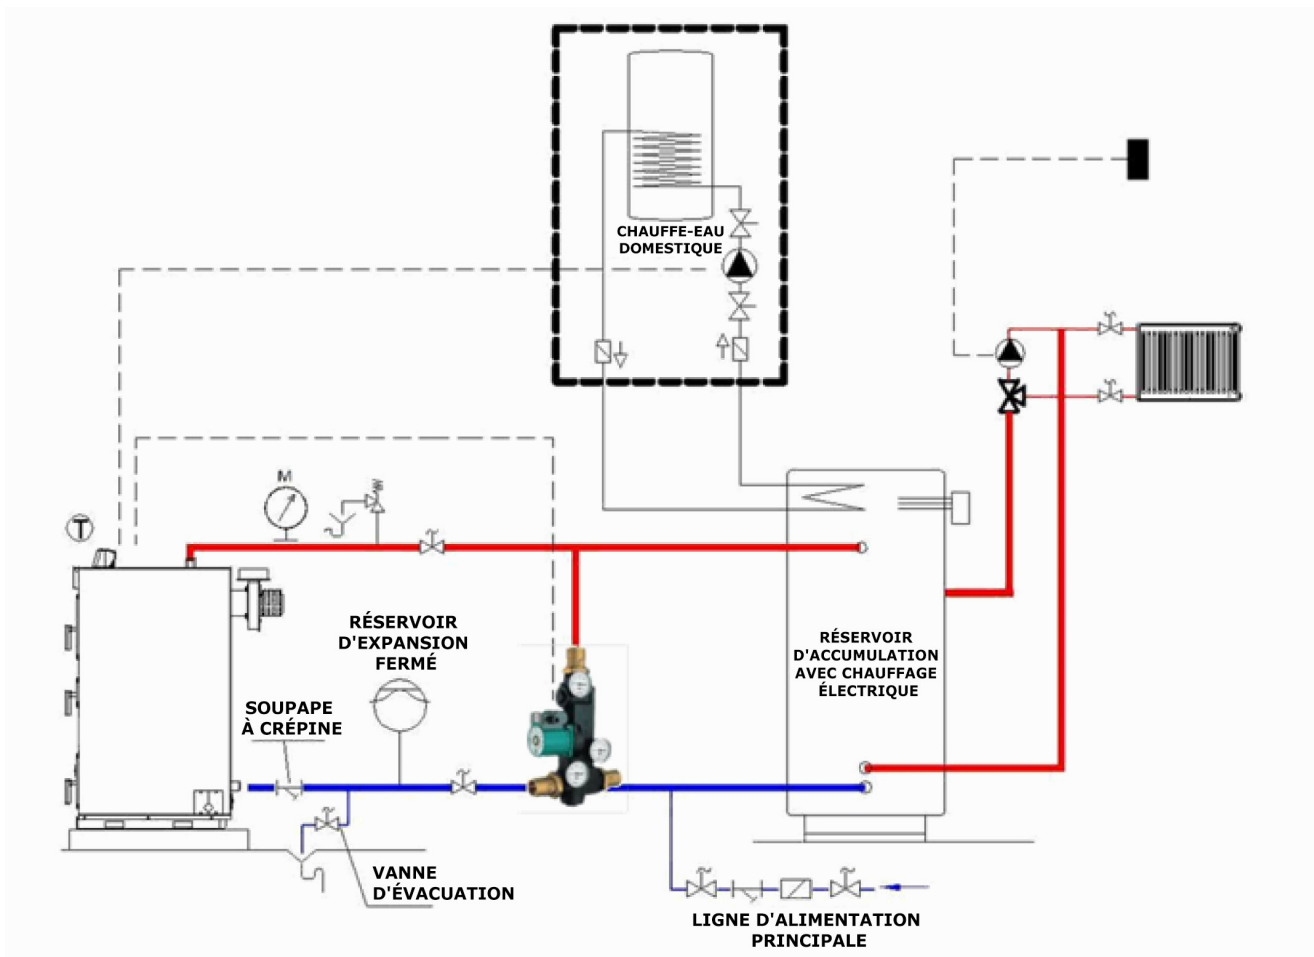 CHAUFFE-EAU
DOMESTIQUE
M
T
RÉSERVOIR
D'EXPANSION
FERMÉ
SOUPAPE
À CRÉPINE
RÉSERVOIR
D'ACCUMULATION
AVEC CHAUFFAGE
ÉLECTRIQUE
VANNE
D'ÉVACUATION
LIGNE D'ALIMENTATION
PRINCIPALE